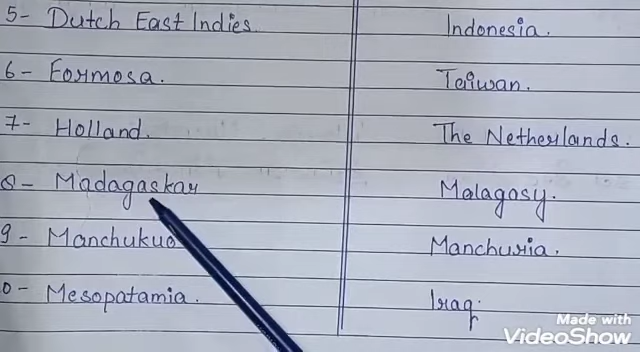 5- Dutch East Indies. Indonesia.
6- Formosa. Taiwan.
7- Holland. The Netherlands.
8- Madagaskar Malagasy.
9- Manchukuo Manchuria.
0- Mesopatamia. Iraq.
Made with
VideoShow